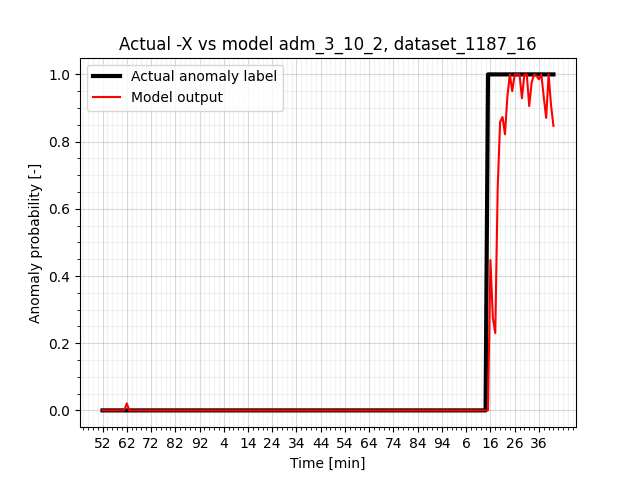 Actual -X vs model adm_3_10_2, dataset_1187_16
Actual anomaly label
Model output
Anomaly probability [-]
1.0
0.8
0.6
0.4
0.2
0.0
52 62 72 82 92 4 14 24 34 44 54 64 74 84 94 6 16 26 36
Time [min]